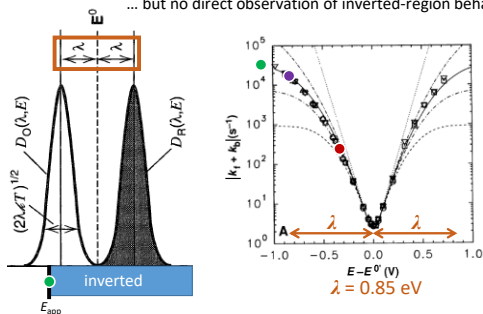 ... but no direct observation of inverted-region beha
E⁰
λ λ
D_O(λ,E)
D_R(λ,E)
(2λkT)^1/2
inverted
E_app
|k_f + k_b|(s⁻¹)
10⁵
10⁴
10³
10²
10¹
10⁰
A
λ λ
-1.0 -0.5 0.0 0.5 1.0
E−E⁰' (V)
λ = 0.85 eV